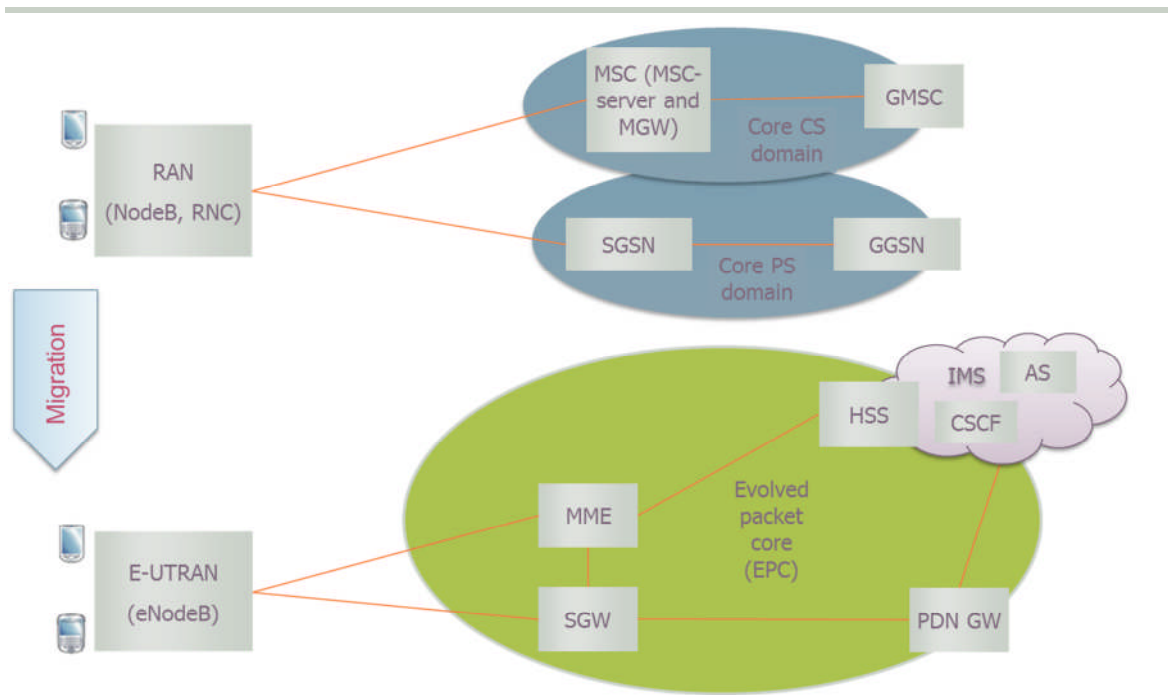 MSC (MSC-
server and
MGW)
GMSC
Core CS
domain
RAN
(NodeB, RNC)
SGSN
GGSN
Core PS
domain
Migration
IMS
AS
HSS
CSCF
MME
Evolved
packet
core
(EPC)
E-UTRAN
(eNodeB)
SGW
PDN GW